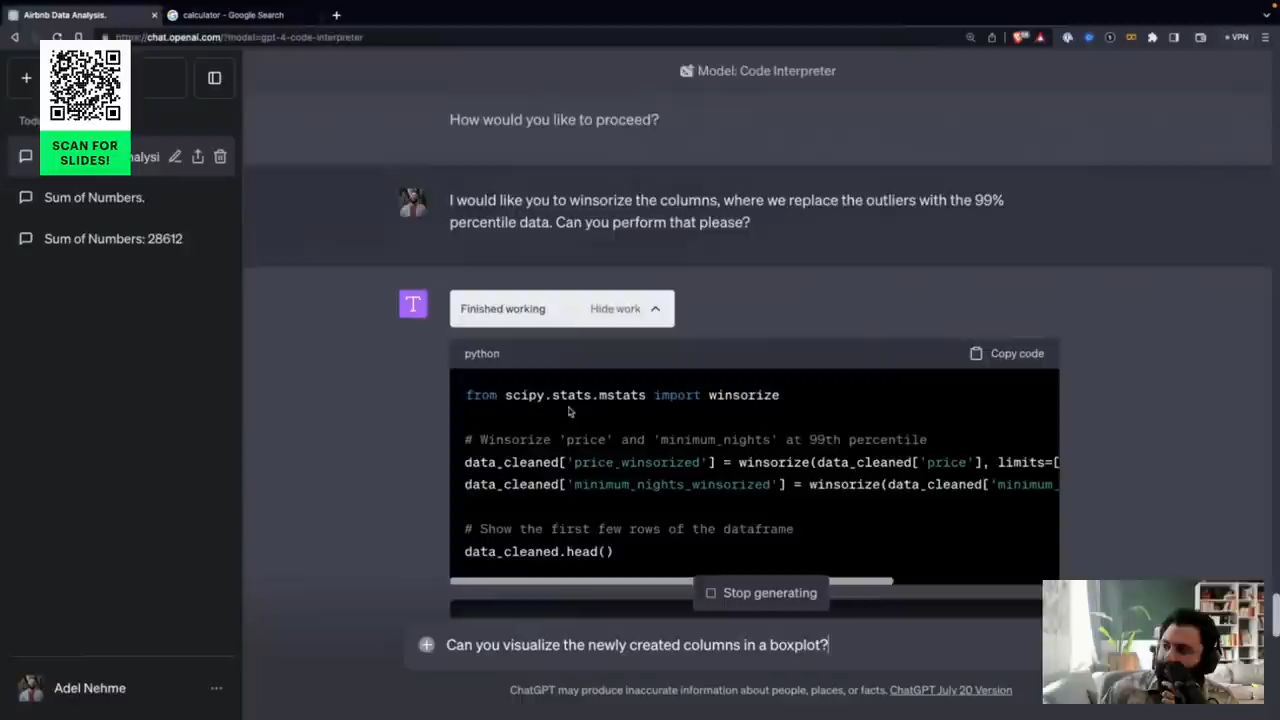 Airbnb Data Analysis.
calculator - Google Search
https://chat.openai.com/?model=gpt-4-code-interpreter
VPN
Model: Code Interpreter
SCAN FOR
SLIDES!
nalysi
Sum of Numbers.
Sum of Numbers: 28612
How would you like to proceed?
I would like you to winsorize the columns, where we replace the outliers with the 99%
percentile data. Can you perform that please?
T
Finished working
Hide work
python
Copy code
from scipy.stats.mstats import winsorize
# Winsorize 'price' and 'minimum_nights' at 99th percentile
data_cleaned['price_winsorized'] = winsorize(data_cleaned['price'], limits=[
data_cleaned['minimum_nights_winsorized'] = winsorize(data_cleaned['minimum_
# Show the first few rows of the dataframe
data_cleaned.head()
Stop generating
Can you visualize the newly created columns in a boxplot?
ChatGPT may produce inaccurate information about people, places, or facts. ChatGPT July 20 Version
Adel Nehme